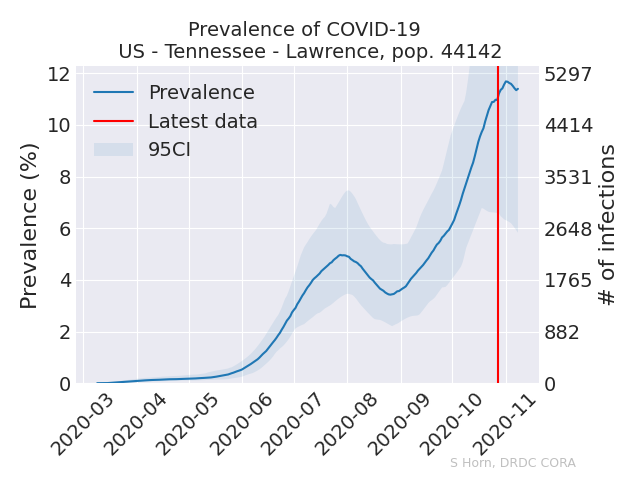 Prevalence of COVID-19
US - Tennessee - Lawrence, pop. 44142
Prevalence
Latest data
95CI
Prevalence (%)
12
10
8
6
4
2
0
5297
4414
3531
2648
1765
882
0
# of infections
2020-03
2020-04
2020-05
2020-06
2020-07
2020-08
2020-09
2020-10
2020-11
S Horn, DRDC CORA